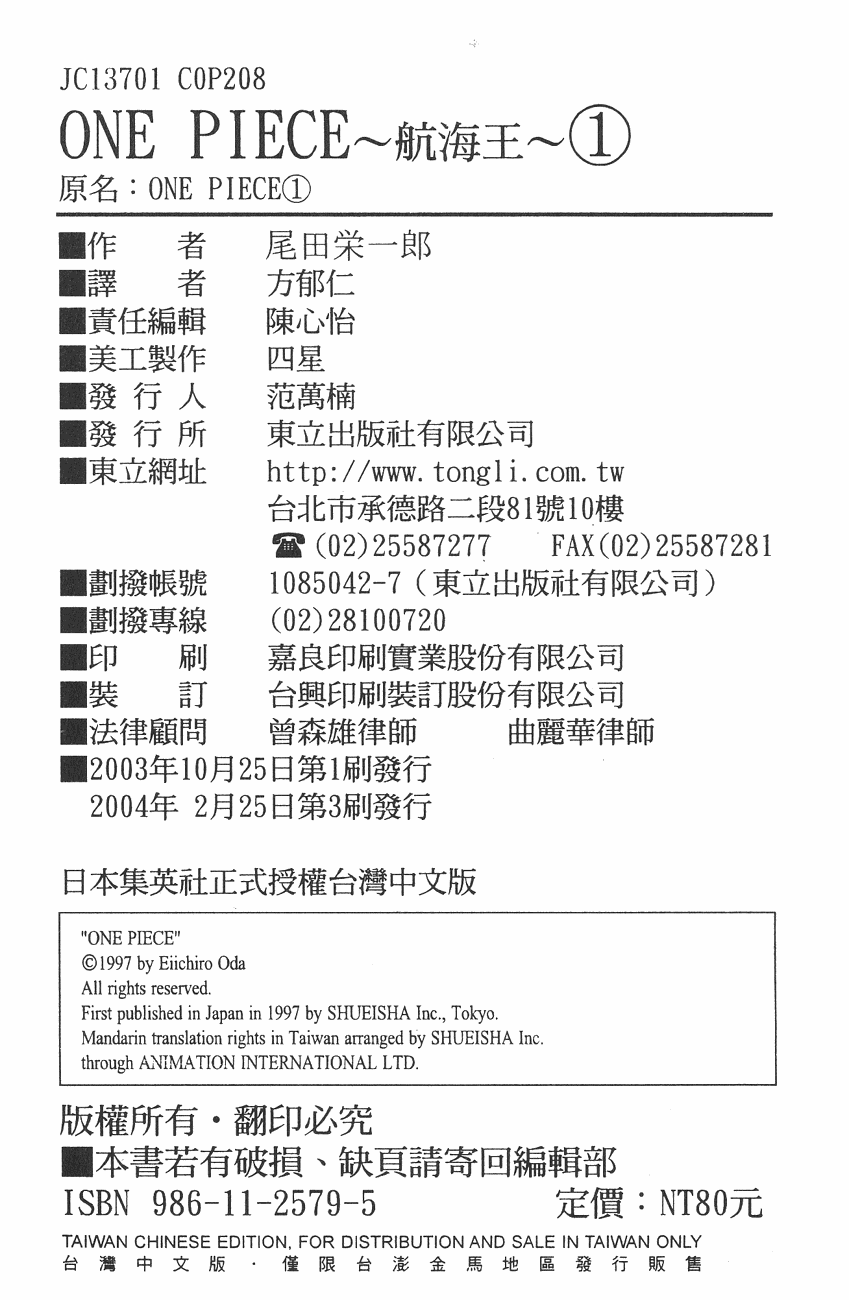 JC13701 COP208
ONE PIECE～航海王～①
原名：ONE PIECE①
■作　者　尾田栄一郎
■譯　者　方郁仁
■責任編輯　陳心怡
■美工製作　四星
■發 行 人　范萬楠
■發 行 所　東立出版社有限公司
■東立網址　http://www.tongli.com.tw
台北市承德路二段81號10樓
☎(02)25587277　FAX(02)25587281
■劃撥帳號　1085042-7（東立出版社有限公司）
■劃撥專線　(02)28100720
■印　刷　嘉良印刷實業股份有限公司
■裝　訂　台興印刷裝訂股份有限公司
■法律顧問　曾森雄律師　曲麗華律師
■2003年10月25日第1刷發行
2004年 2月25日第3刷發行
日本集英社正式授權台灣中文版
"ONE PIECE"
©1997 by Eiichiro Oda
All rights reserved.
First published in Japan in 1997 by SHUEISHA Inc., Tokyo.
Mandarin translation rights in Taiwan arranged by SHUEISHA Inc.
through ANIMATION INTERNATIONAL LTD.
版權所有・翻印必究
■本書若有破損、缺頁請寄回編輯部
ISBN 986-11-2579-5　定價：NT80元
TAIWAN CHINESE EDITION, FOR DISTRIBUTION AND SALE IN TAIWAN ONLY
台灣中文版・僅限台澎金馬地區發行販售